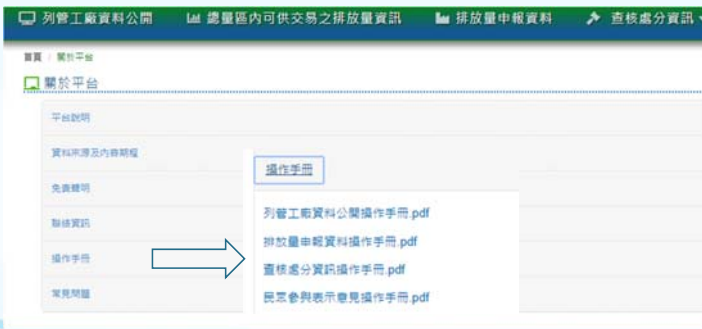 列管工廠資料公開 總量區內可供交易之排放量資訊 排放量申報資料 查核處分資訊
首頁 / 關於平台
關於平台
平台說明
資料來源及內容期程
免責聲明
聯絡資訊
操作手冊
常見問題
操作手冊
列管工廠資料公開操作手冊.pdf
排放量申報資料操作手冊.pdf
查核處分資訊操作手冊.pdf
民眾參與表示意見操作手冊.pdf